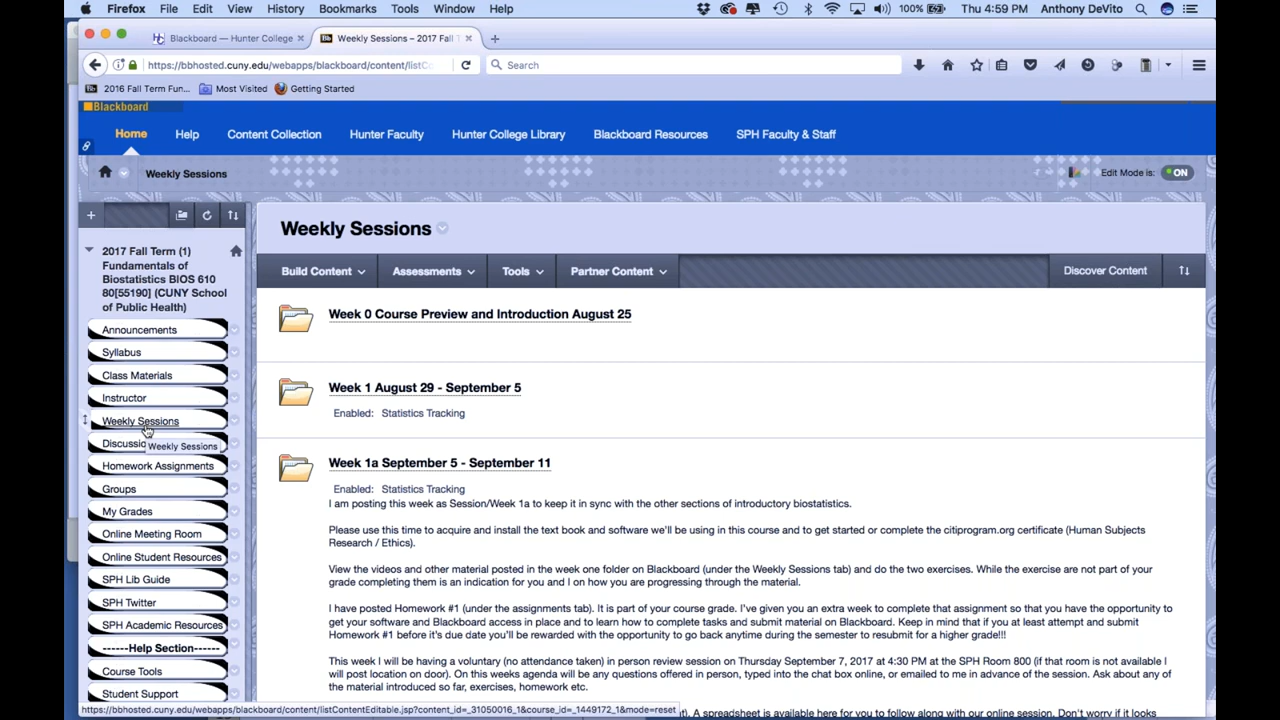 Firefox File Edit View History Bookmarks Tools Window Help 100% Thu 4:59 PM Anthony DeVito
Blackboard — Hunter College × Bb Weekly Sessions – 2017 Fall T × +
https://bbhosted.cuny.edu/webapps/blackboard/content/listCo Search
Bb 2016 Fall Term Fun... Most Visited Getting Started
Blackboard
Home Help Content Collection Hunter Faculty Hunter College Library Blackboard Resources SPH Faculty & Staff
Weekly Sessions Edit Mode is: ON
Weekly Sessions
Build Content Assessments Tools Partner Content Discover Content
2017 Fall Term (1)
Fundamentals of
Biostatistics BIOS 610
80[55190] (CUNY School
of Public Health)
Announcements
Syllabus
Class Materials
Instructor
Weekly Sessions
Discussio
Weekly Sessions
Homework Assignments
Groups
My Grades
Online Meeting Room
Online Student Resources
SPH Lib Guide
SPH Twitter
SPH Academic Resources
------Help Section-----
Course Tools
Student Support
Week 0 Course Preview and Introduction August 25
Week 1 August 29 - September 5
Enabled: Statistics Tracking
Week 1a September 5 - September 11
Enabled: Statistics Tracking
I am posting this week as Session/Week 1a to keep it in sync with the other sections of introductory biostatistics.
Please use this time to acquire and install the text book and software we'll be using in this course and to get started or complete the citiprogram.org certificate (Human Subjects
Research / Ethics).
View the videos and other material posted in the week one folder on Blackboard (under the Weekly Sessions tab) and do the two exercises. While the exercise are not part of your
grade completing them is an indication for you and I on how you are progressing through the material.
I have posted Homework #1 (under the assignments tab). It is part of your course grade. I've given you an extra week to complete that assignment so that you have the opportunity to
get your software and Blackboard access in place and to learn how to complete tasks and submit material on Blackboard. Keep in mind that if you at least attempt and submit
Homework #1 before it's due date you'll be rewarded with the opportunity to go back anytime during the semester to resubmit for a higher grade!!!
This week I will be having a voluntary (no attendance taken) in person review session on Thursday September 7, 2017 at 4:30 PM at the SPH Room 800 (if that room is not available I
will post location on door). On this weeks agenda will be any questions offered in person, typed into the chat box online, or emailed to me in advance of the session. Ask about any of
the material introduced so far, exercises, homework etc.
https://bbhosted.cuny.edu/webapps/blackboard/content/listContentEditable.jsp?content_id=_31050016_1&course_id=_1449172_1&mode=reset
t). A spreadsheet is available here for you to follow along with our online session. Don't worry if it looks